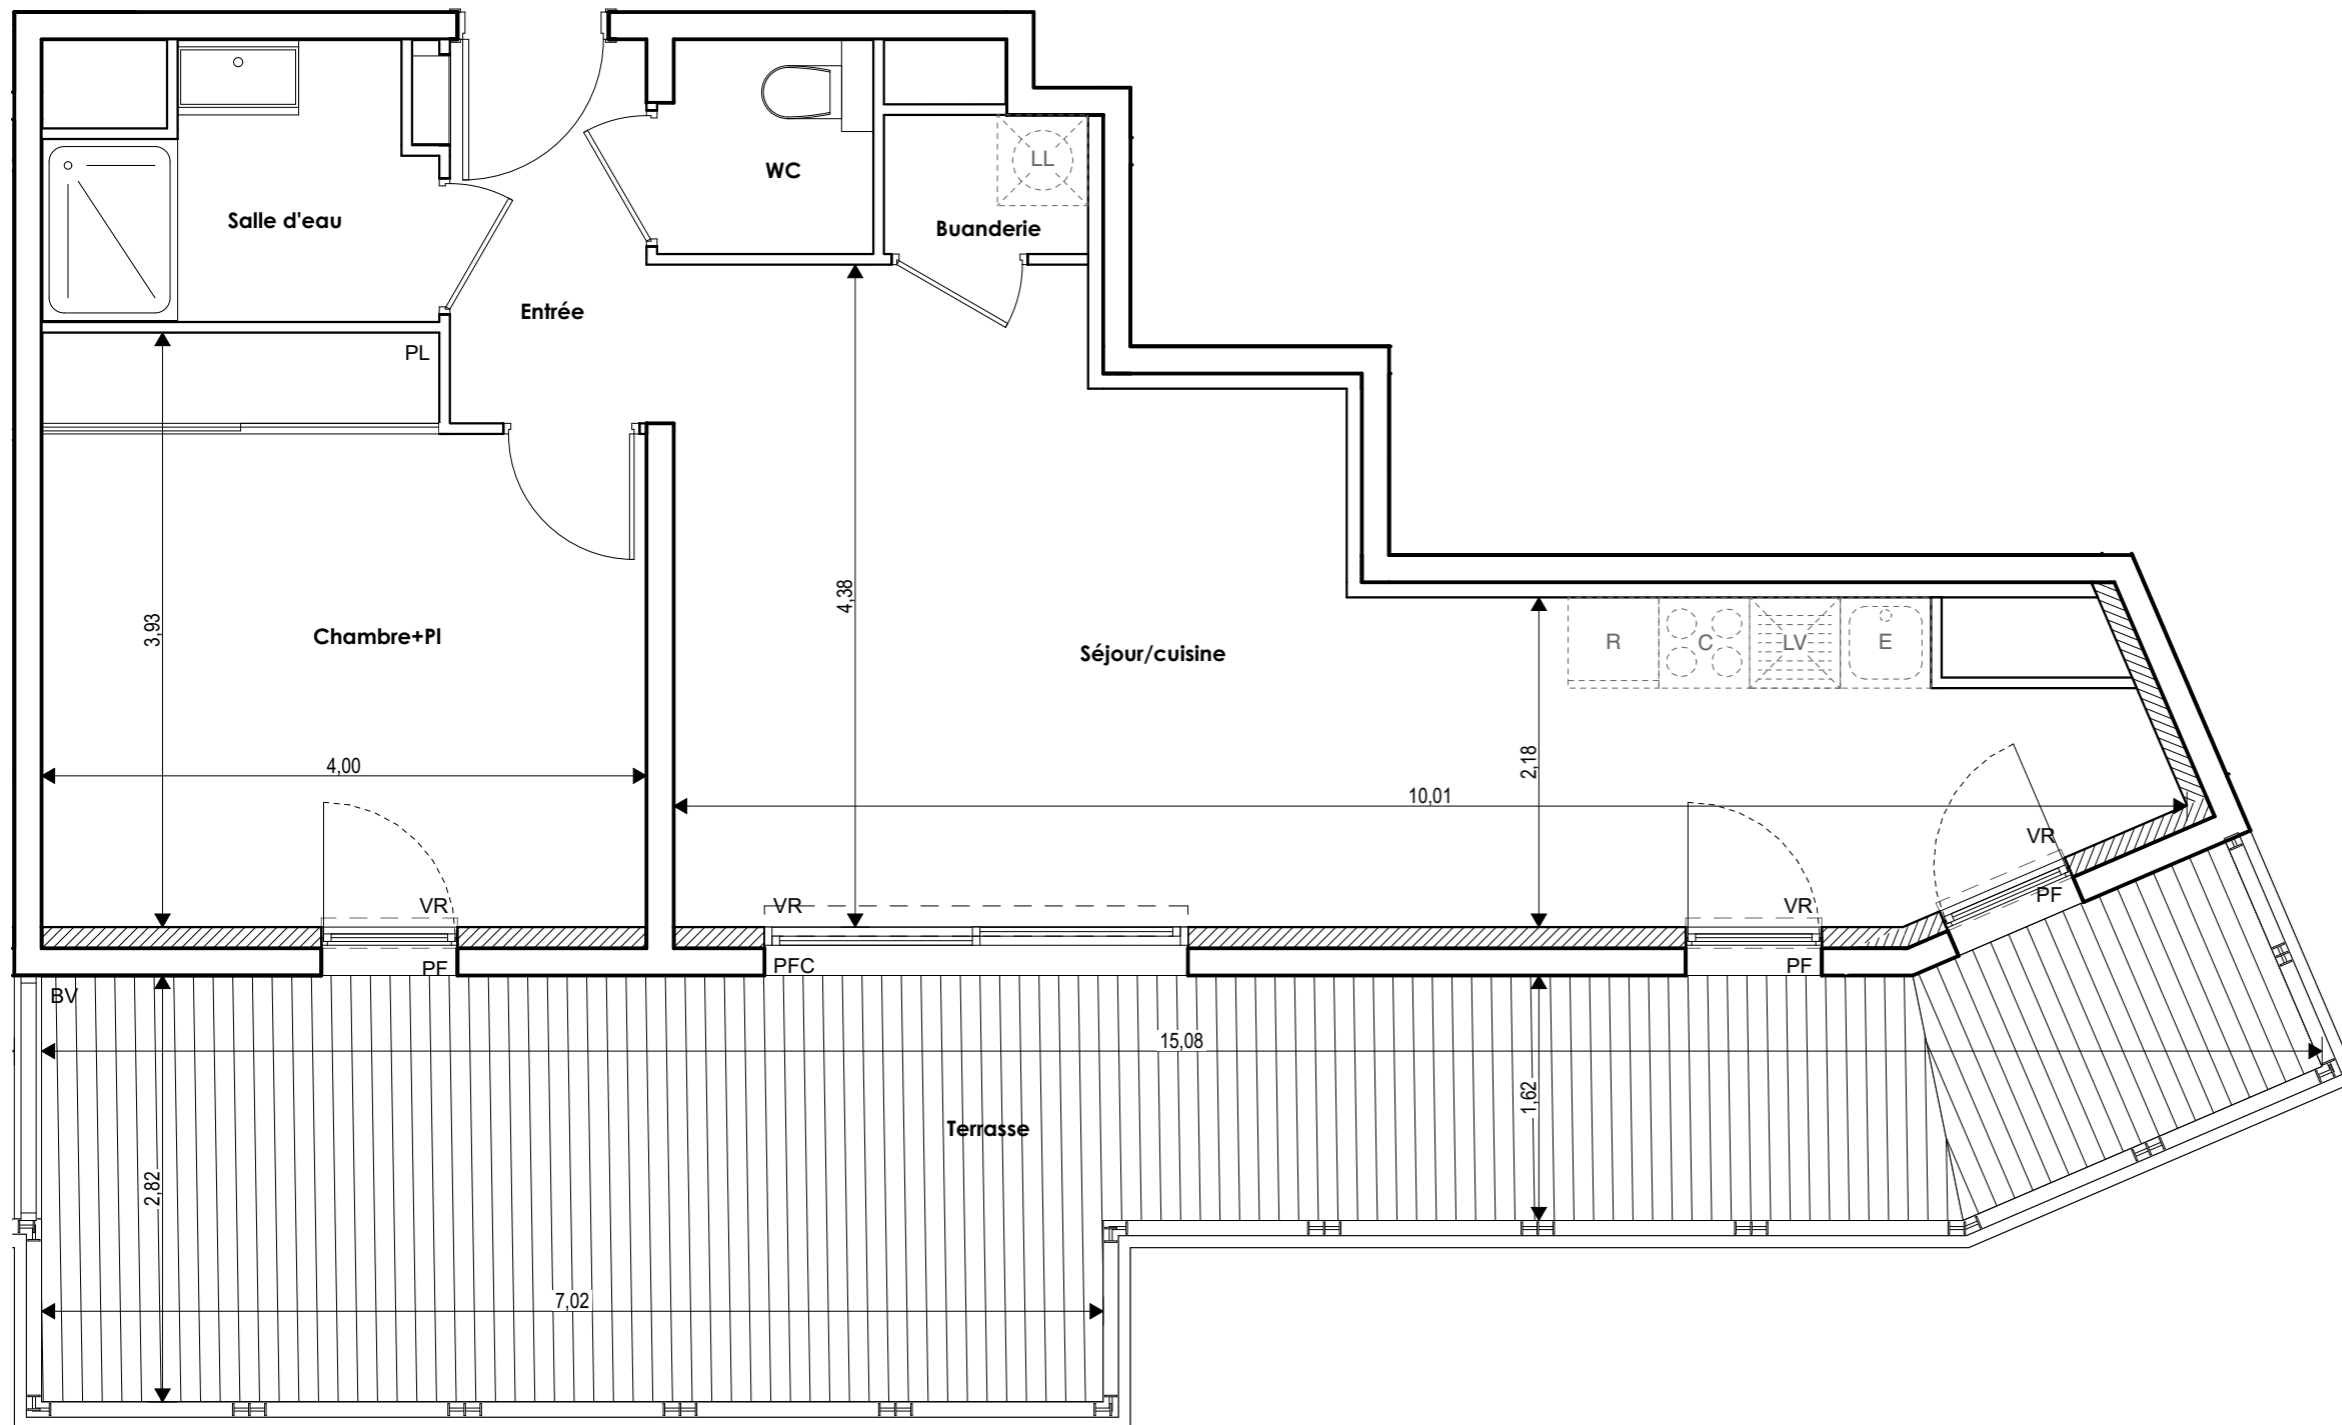 LL
WC
Salle d'eau
Buanderie
Entrée
PL
4,38
3,93
Chambre+Pl
Séjour/cuisine
R
C
LV
E
4,00
2,18
10,01
VR
VR
VR
VR
PF
PF
PFC
PF
BV
15,08
1,62
Terrasse
2,82
7,02